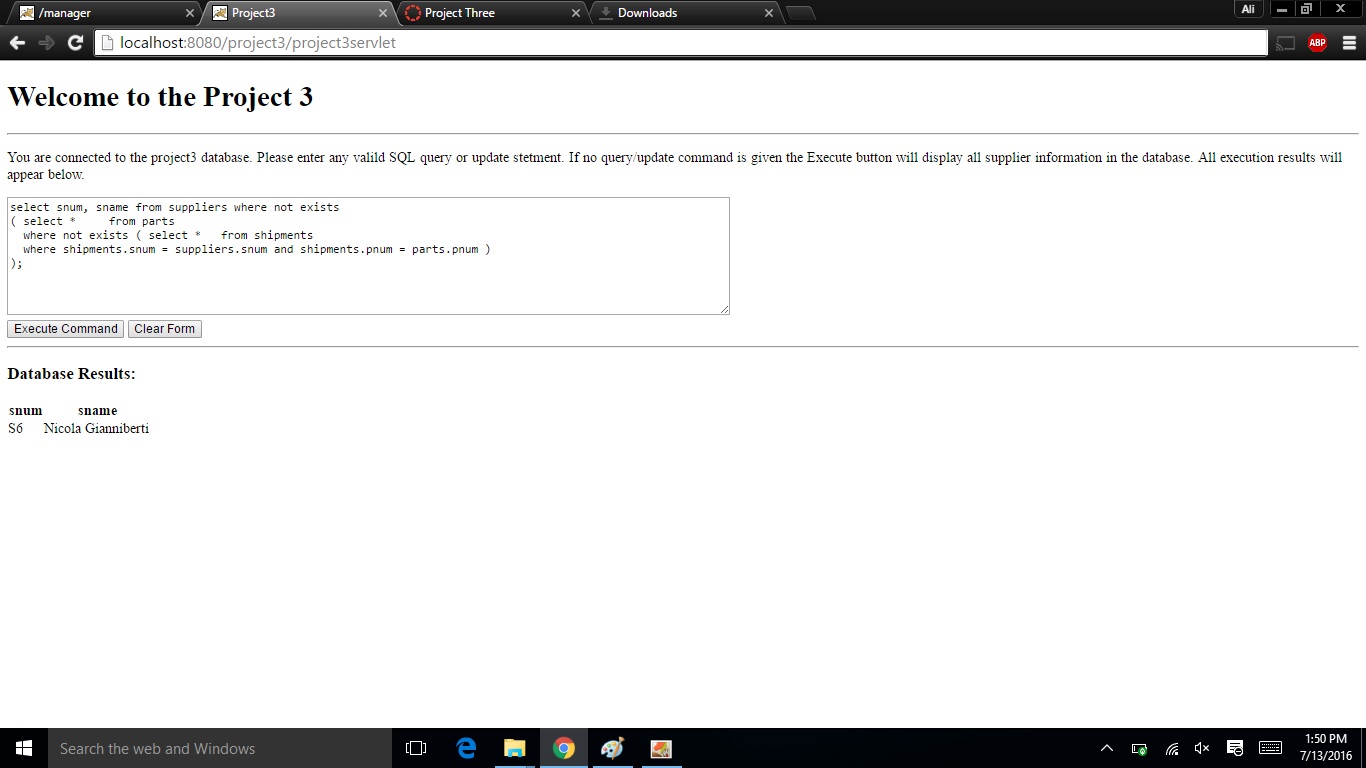 /manager
Project3
Project Three
Downloads
Ali
localhost:8080/project3/project3servlet
ABP
Welcome to the Project 3
You are connected to the project3 database. Please enter any valild SQL query or update stetment. If no query/update command is given the Execute button will display all supplier information in the database. All execution results will
appear below.
select snum, sname from suppliers where not exists
( select *     from parts
  where not exists ( select *   from shipments
  where shipments.snum = suppliers.snum and shipments.pnum = parts.pnum )
);
Execute Command Clear Form
Database Results:
snum sname
S6 Nicola Gianniberti
Search the web and Windows
1:50 PM
7/13/2016